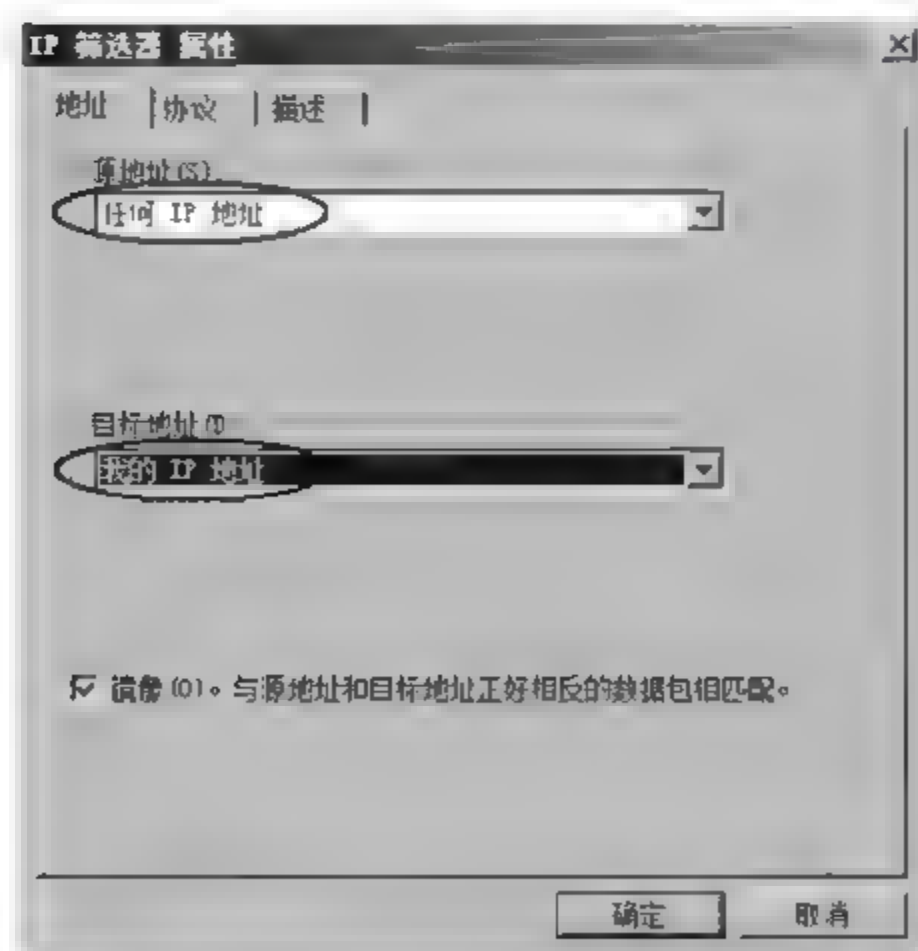 IP 筛选器 属性
地址 协议 描述
原地址(S).
任何 IP 地址
目标地址(
我的 IP 地址
镜像(O)。与源地址和目标地址正好相反的数据包相匹配。
确定 取消